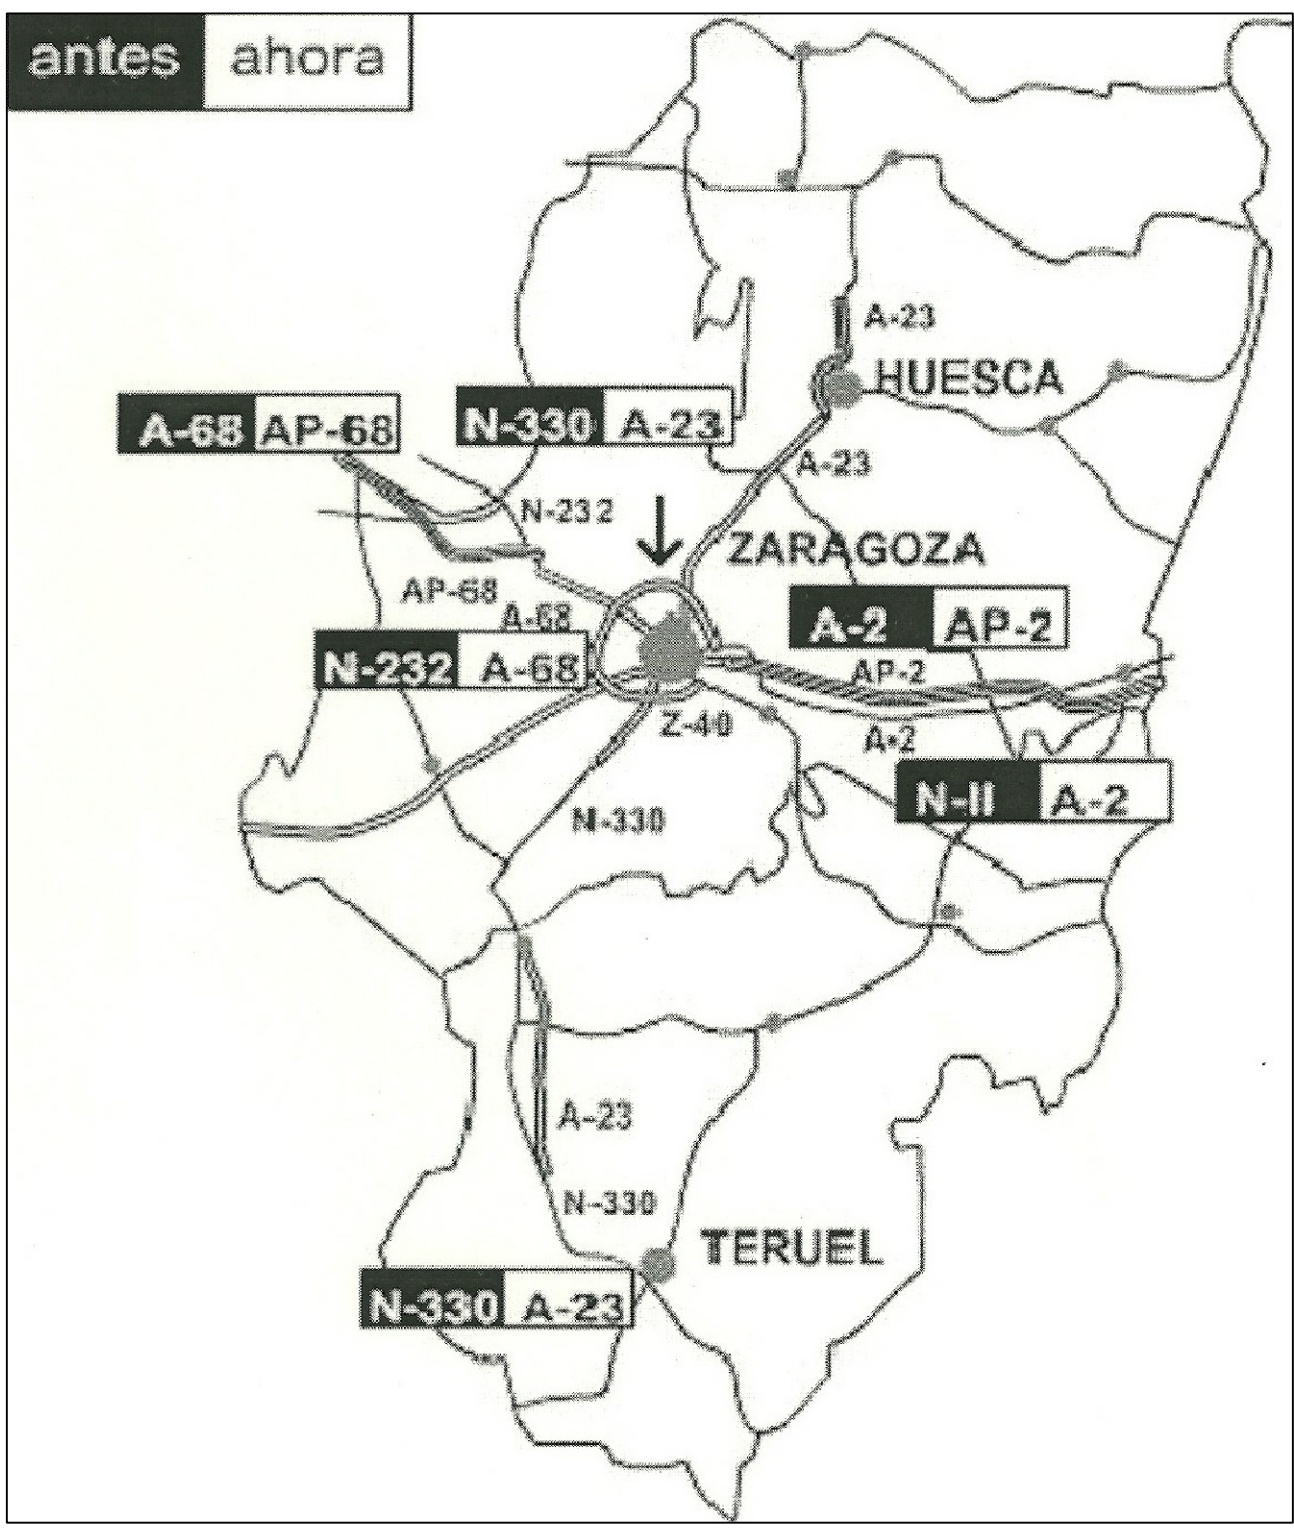 antes ahora
A-23
HUESCA
A-68 AP-68
N-330 A-23
A-23
N-232
ZARAGOZA
AP-68
A-68
A-2 AP-2
N-232 A-68
AP-2
Z-40
A-2
N-II A-2
N-330
A-23
N-330
TERUEL
N-330 A-23